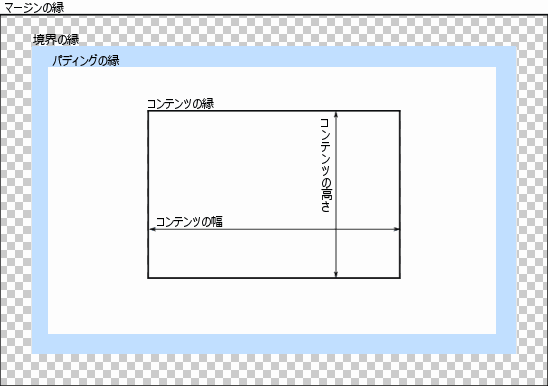 マージンの縁
境界の縁
パディングの縁
コンテンツの縁
コンテンツの高さ
コンテンツの幅